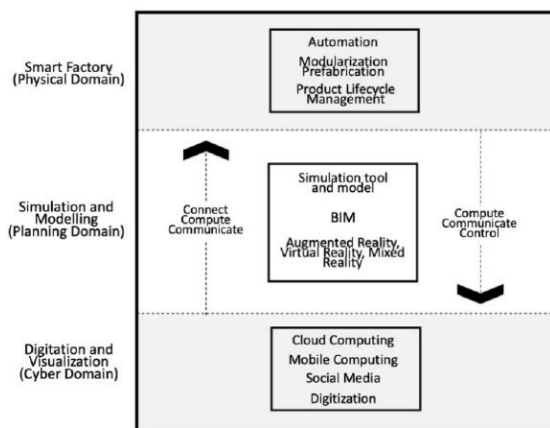 Smart Factory
(Physical Domain)
Automation
Modularization
Prefabrication
Product Lifecycle
Management
Simulation and
Modelling
(Planning Domain)
Connect
Compute
Communicate
Simulation tool
and model
BIM
Augmented Reality,
Virtual Reality, Mixed
Reality
Compute
Communicate
Control
Digitation and
Visualization
(Cyber Domain)
Cloud Computing
Mobile Computing
Social Media
Digitization